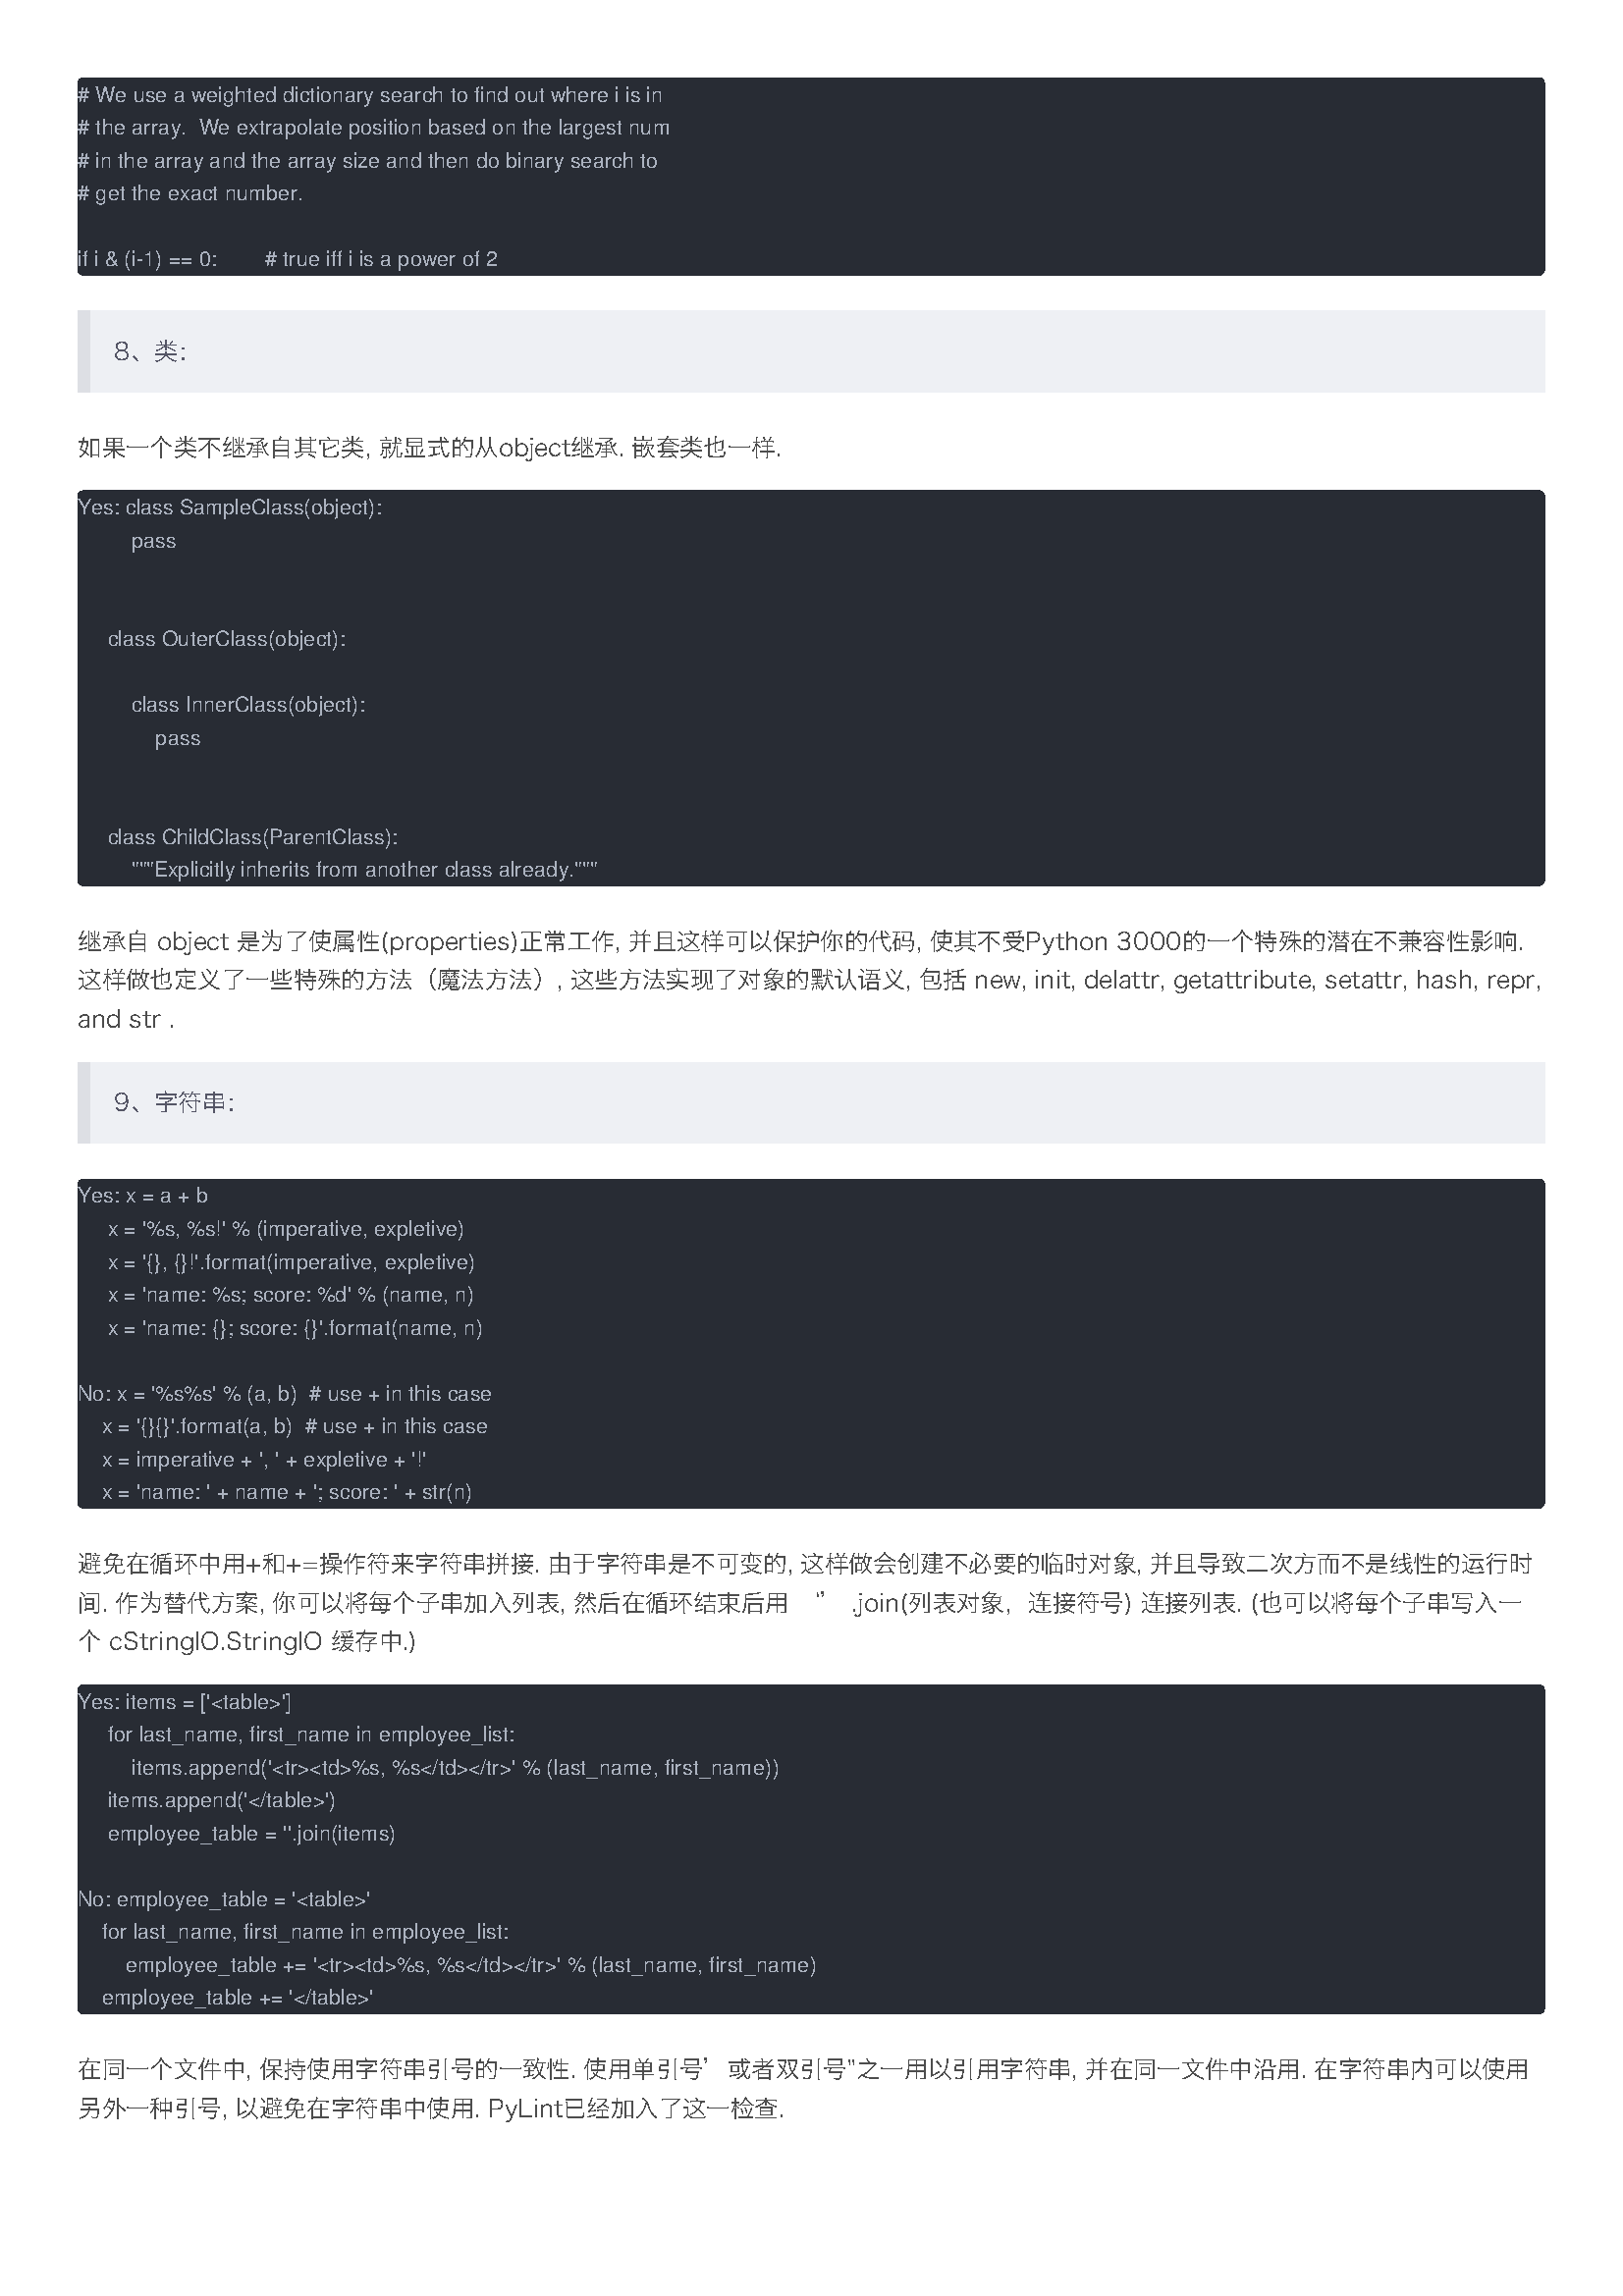 # We use a weighted dictionary search to find out where i is in
# the array.  We extrapolate position based on the largest num
# in the array and the array size and then do binary search to
# get the exact number.

if i & (i-1) == 0:        # true iff i is a power of 2
8、类:
如果一个类不继承自其它类, 就显式的从object继承. 嵌套类也一样.
Yes: class SampleClass(object):
         pass


     class OuterClass(object):

         class InnerClass(object):
             pass


     class ChildClass(ParentClass):
         """Explicitly inherits from another class already."""
继承自 object 是为了使属性(properties)正常工作, 并且这样可以保护你的代码, 使其不受Python 3000的一个特殊的潜在不兼容性影响.
这样做也定义了一些特殊的方法（魔法方法）, 这些方法实现了对象的默认语义, 包括 new, init, delattr, getattribute, setattr, hash, repr,
and str .
9、字符串:
Yes: x = a + b
     x = '%s, %s!' % (imperative, expletive)
     x = '{}, {}!'.format(imperative, expletive)
     x = 'name: %s; score: %d' % (name, n)
     x = 'name: {}; score: {}'.format(name, n)

No: x = '%s%s' % (a, b)  # use + in this case
    x = '{}{}'.format(a, b)  # use + in this case
    x = imperative + ', ' + expletive + '!'
    x = 'name: ' + name + '; score: ' + str(n)
避免在循环中用+和+=操作符来字符串拼接. 由于字符串是不可变的, 这样做会创建不必要的临时对象, 并且导致二次方而不是线性的运行时
间. 作为替代方案, 你可以将每个子串加入列表, 然后在循环结束后用 ‘’ .join(列表对象，连接符号) 连接列表. (也可以将每个子串写入一
个 cStringIO.StringIO 缓存中.)
Yes: items = ['<table>']
     for last_name, first_name in employee_list:
         items.append('<tr><td>%s, %s</td></tr>' % (last_name, first_name))
     items.append('</table>')
     employee_table = ''.join(items)

No: employee_table = '<table>'
    for last_name, first_name in employee_list:
        employee_table += '<tr><td>%s, %s</td></tr>' % (last_name, first_name)
    employee_table += '</table>'
在同一个文件中, 保持使用字符串引号的一致性. 使用单引号’或者双引号”之一用以引用字符串, 并在同一文件中沿用. 在字符串内可以使用
另外一种引号, 以避免在字符串中使用. PyLint已经加入了这一检查.